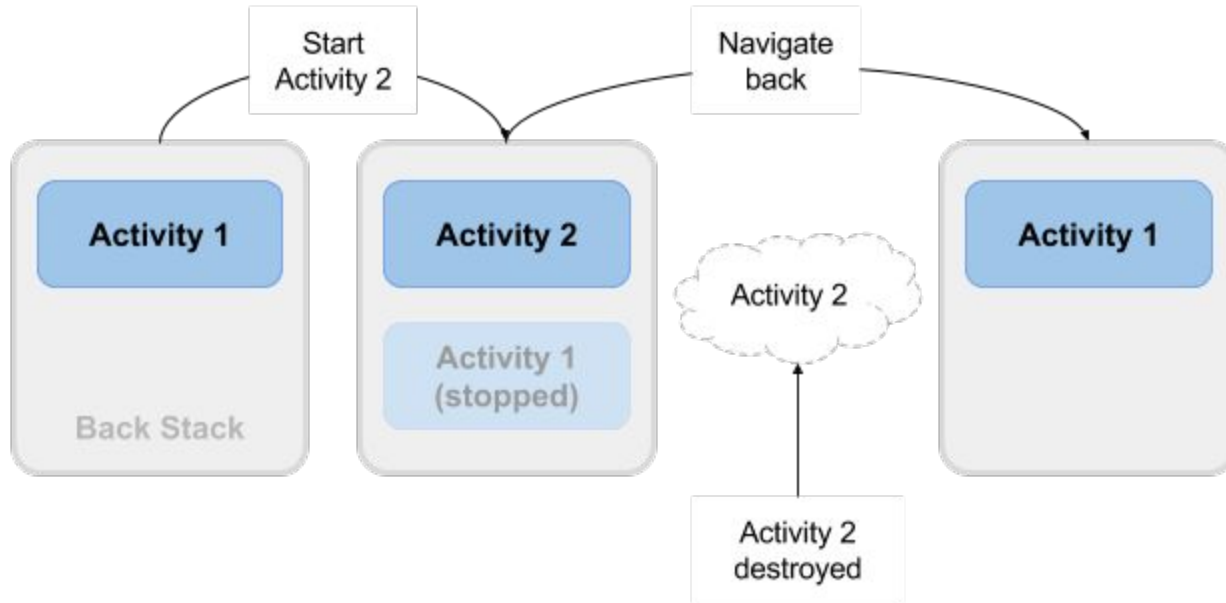 Start
Activity 2
Navigate
back
Activity 1
Back Stack
Activity 2
Activity 1
(stopped)
Activity 2
Activity 2
destroyed
Activity 1